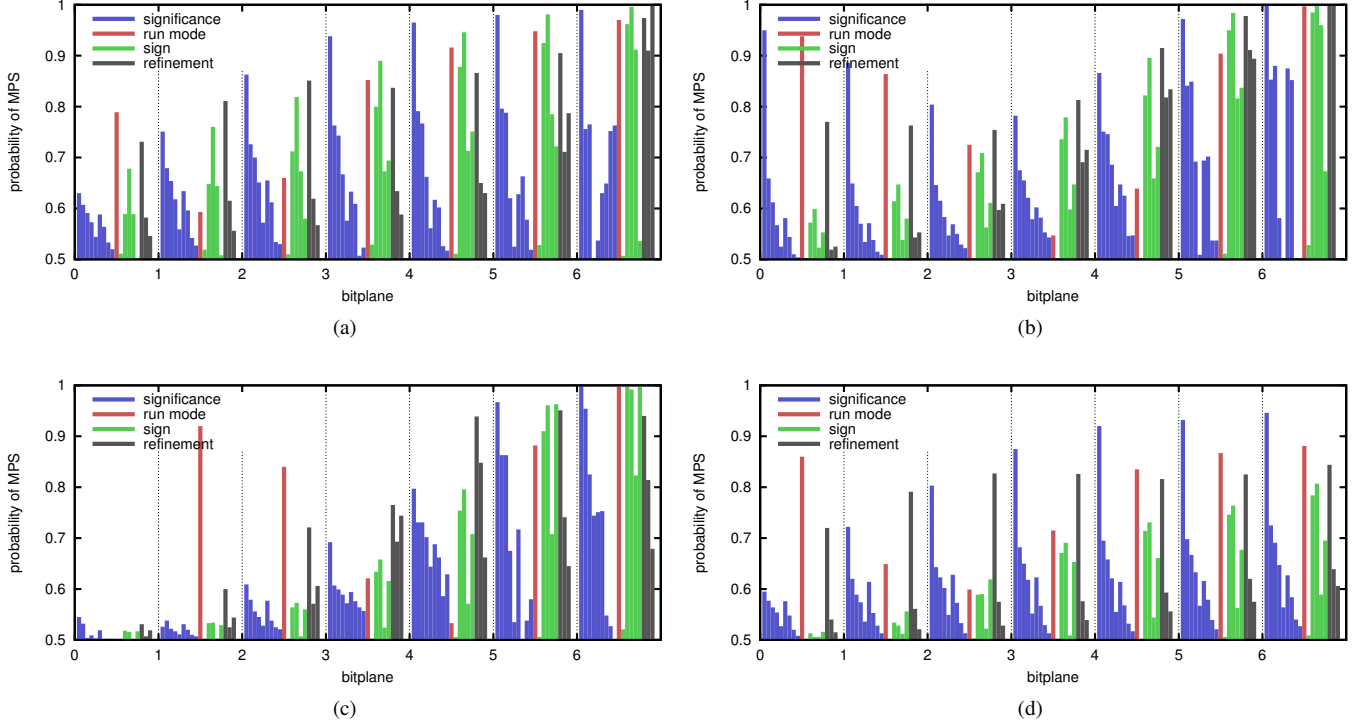 1
0.9
0.8
0.7
0.6
0.5
probability of MPS
significance
run mode
sign
refinement
0 1 2 3 4 5 6
bitplane
(a)
1
0.9
0.8
0.7
0.6
0.5
probability of MPS
significance
run mode
sign
refinement
0 1 2 3 4 5 6
bitplane
(b)
1
0.9
0.8
0.7
0.6
0.5
probability of MPS
significance
run mode
sign
refinement
0 1 2 3 4 5 6
bitplane
(c)
1
0.9
0.8
0.7
0.6
0.5
probability of MPS
significance
run mode
sign
refinement
0 1 2 3 4 5 6
bitplane
(d)